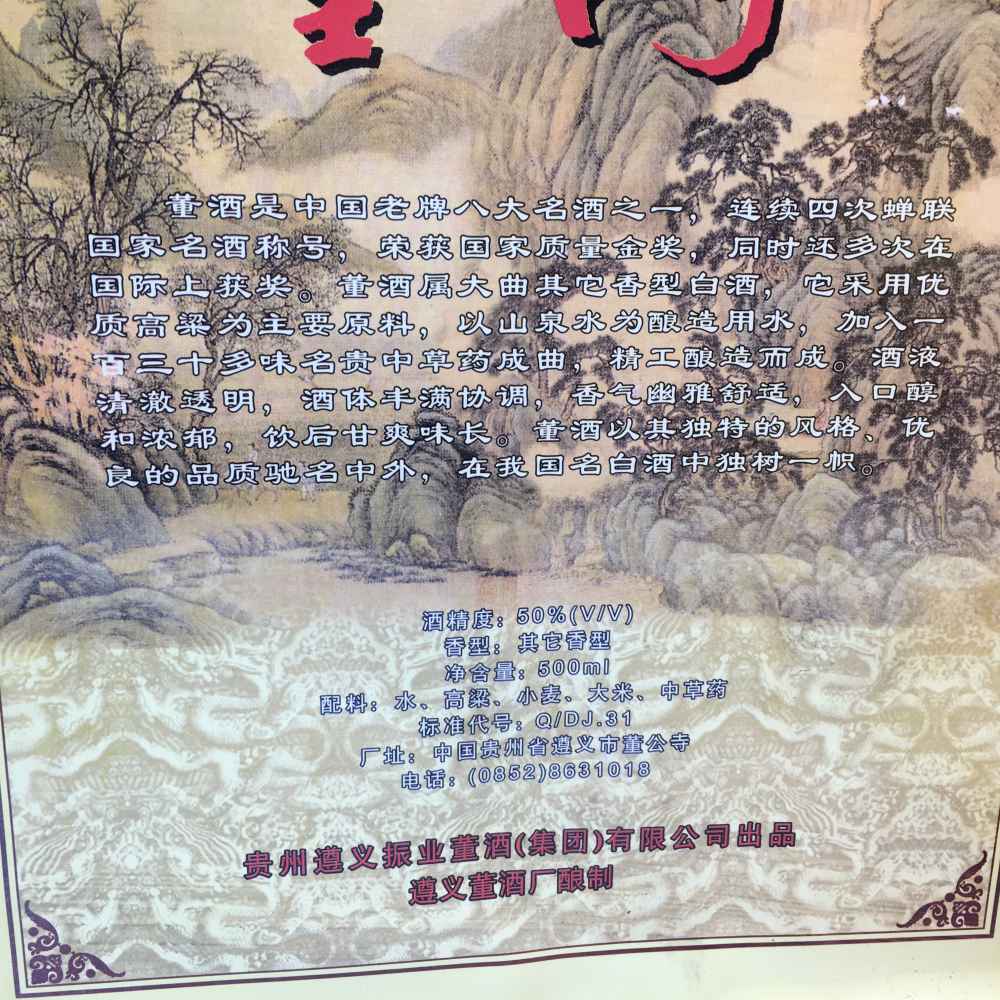 董酒是中国老牌八大名酒之一，连续四次蝉联
国家名酒称号，荣获国家质量金奖，同时还多次在
国际上获奖。董酒属大曲其它香型白酒，它采用优
质高粱为主要原料，以山泉水为酿造用水，加入一
百三十多味名贵中草药成曲，精工酿造而成。酒液
清澈透明，酒体丰满协调，香气幽雅舒适，入口醇
和浓郁，饮后甘爽味长。董酒以其独特的风格、优
良的品质驰名中外，在我国名白酒中独树一帜。
酒精度：50%(V/V)
香型：其它香型
净含量：500ml
配料：水、高粱、小麦、大米、中草药
标准代号：Q/DJ.31
厂址：中国贵州省遵义市董公寺
电话：(0852)8631018
贵州遵义振业董酒(集团)有限公司出品
遵义董酒厂酿制